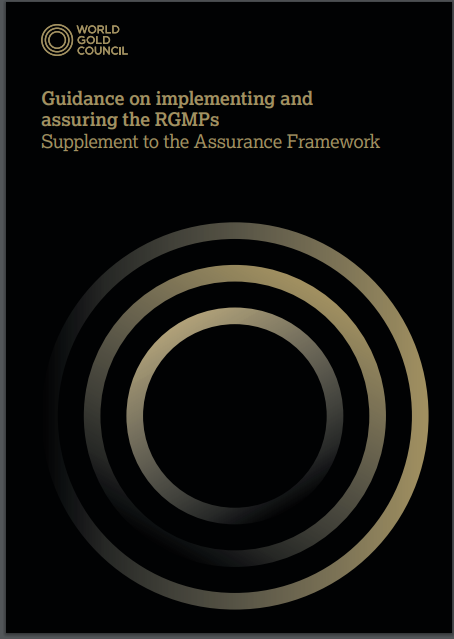 WORLD
GOLD
COUNCIL
Guidance on implementing and
assuring the RGMPs
Supplement to the Assurance Framework